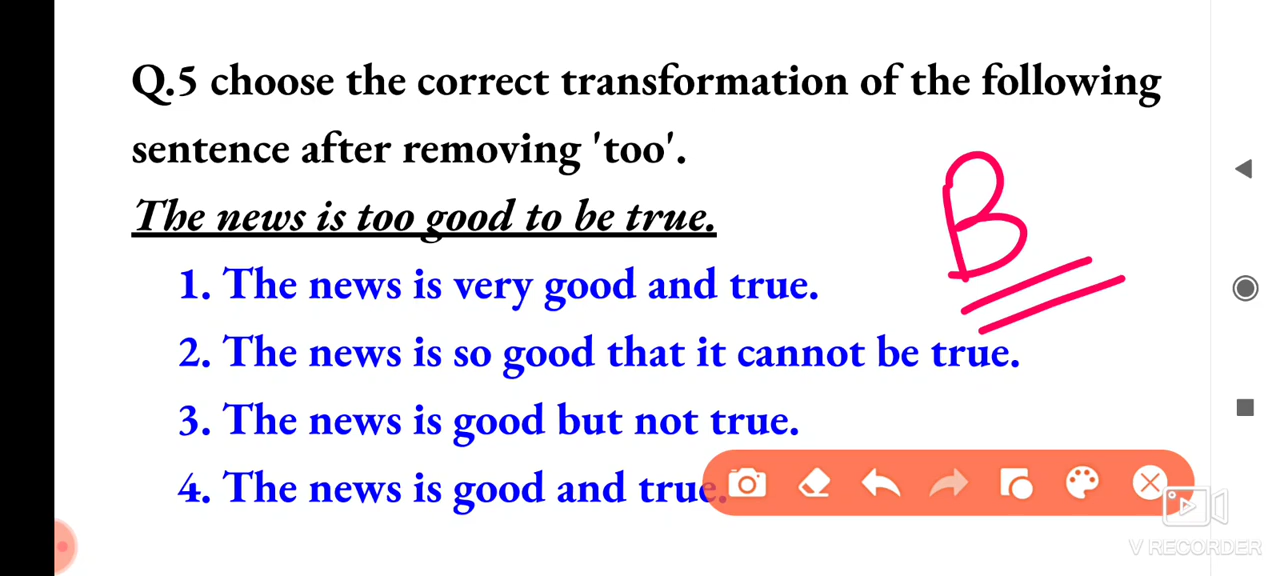 Q.5 choose the correct transformation of the following
sentence after removing 'too'.
The news is too good to be true.
B
1. The news is very good and true.
2. The news is so good that it cannot be true.
3. The news is good but not true.
4. The news is good and true.
V RECORDER